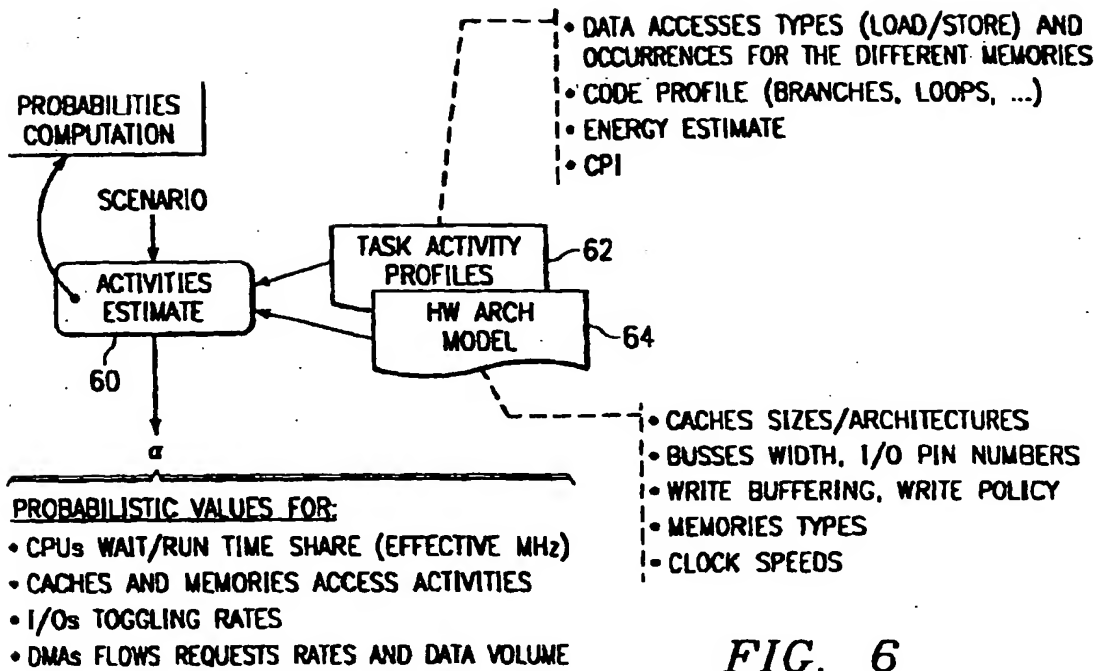 • DATA ACCESSES TYPES (LOAD/STORE) AND
OCCURRENCES FOR THE DIFFERENT MEMORIES
• CODE PROFILE (BRANCHES, LOOPS, ...)
• ENERGY ESTIMATE
• CPI
PROBABILITIES
COMPUTATION
SCENARIO
ACTIVITIES
ESTIMATE
60
TASK ACTIVITY
PROFILES
62
HW ARCH
MODEL
64
α
• CACHES SIZES/ARCHITECTURES
• BUSSES WIDTH, I/O PIN NUMBERS
• WRITE BUFFERING, WRITE POLICY
• MEMORIES TYPES
• CLOCK SPEEDS
PROBABILISTIC VALUES FOR:
• CPUs WAIT/RUN TIME SHARE (EFFECTIVE MHz)
• CACHES AND MEMORIES ACCESS ACTIVITIES
• I/Os TOGGLING RATES
• DMAs FLOWS REQUESTS RATES AND DATA VOLUME
FIG. 6